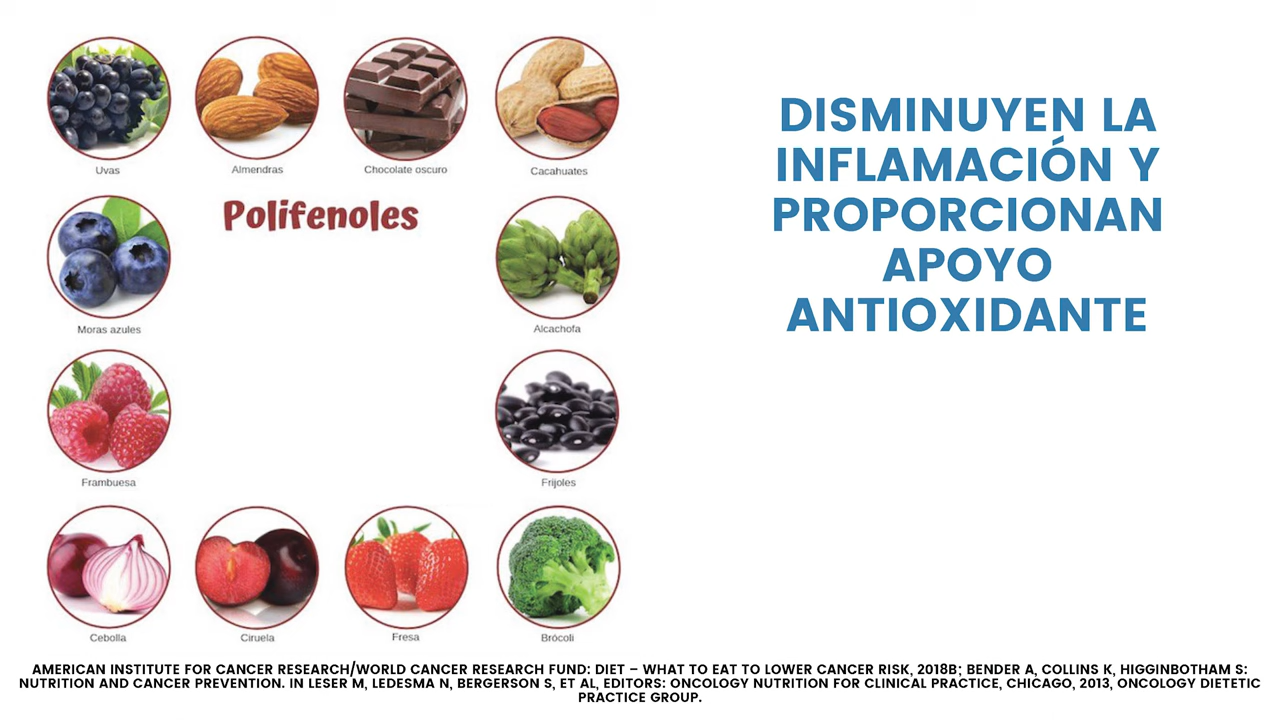 Uvas
Almendras
Chocolate oscuro
Cacahuates
Polifenoles
Moras azules
Alcachofa
Frambuesa
Frijoles
Cebolla
Ciruela
Fresa
Brócoli
DISMINUYEN LA
INFLAMACIÓN Y
PROPORCIONAN
APOYO
ANTIOXIDANTE
AMERICAN INSTITUTE FOR CANCER RESEARCH/WORLD CANCER RESEARCH FUND: DIET – WHAT TO EAT TO LOWER CANCER RISK, 2018B; BENDER A, COLLINS K, HIGGINBOTHAM S:
NUTRITION AND CANCER PREVENTION. IN LESER M, LEDESMA N, BERGERSON S, ET AL, EDITORS: ONCOLOGY NUTRITION FOR CLINICAL PRACTICE, CHICAGO, 2013, ONCOLOGY DIETETIC
PRACTICE GROUP.